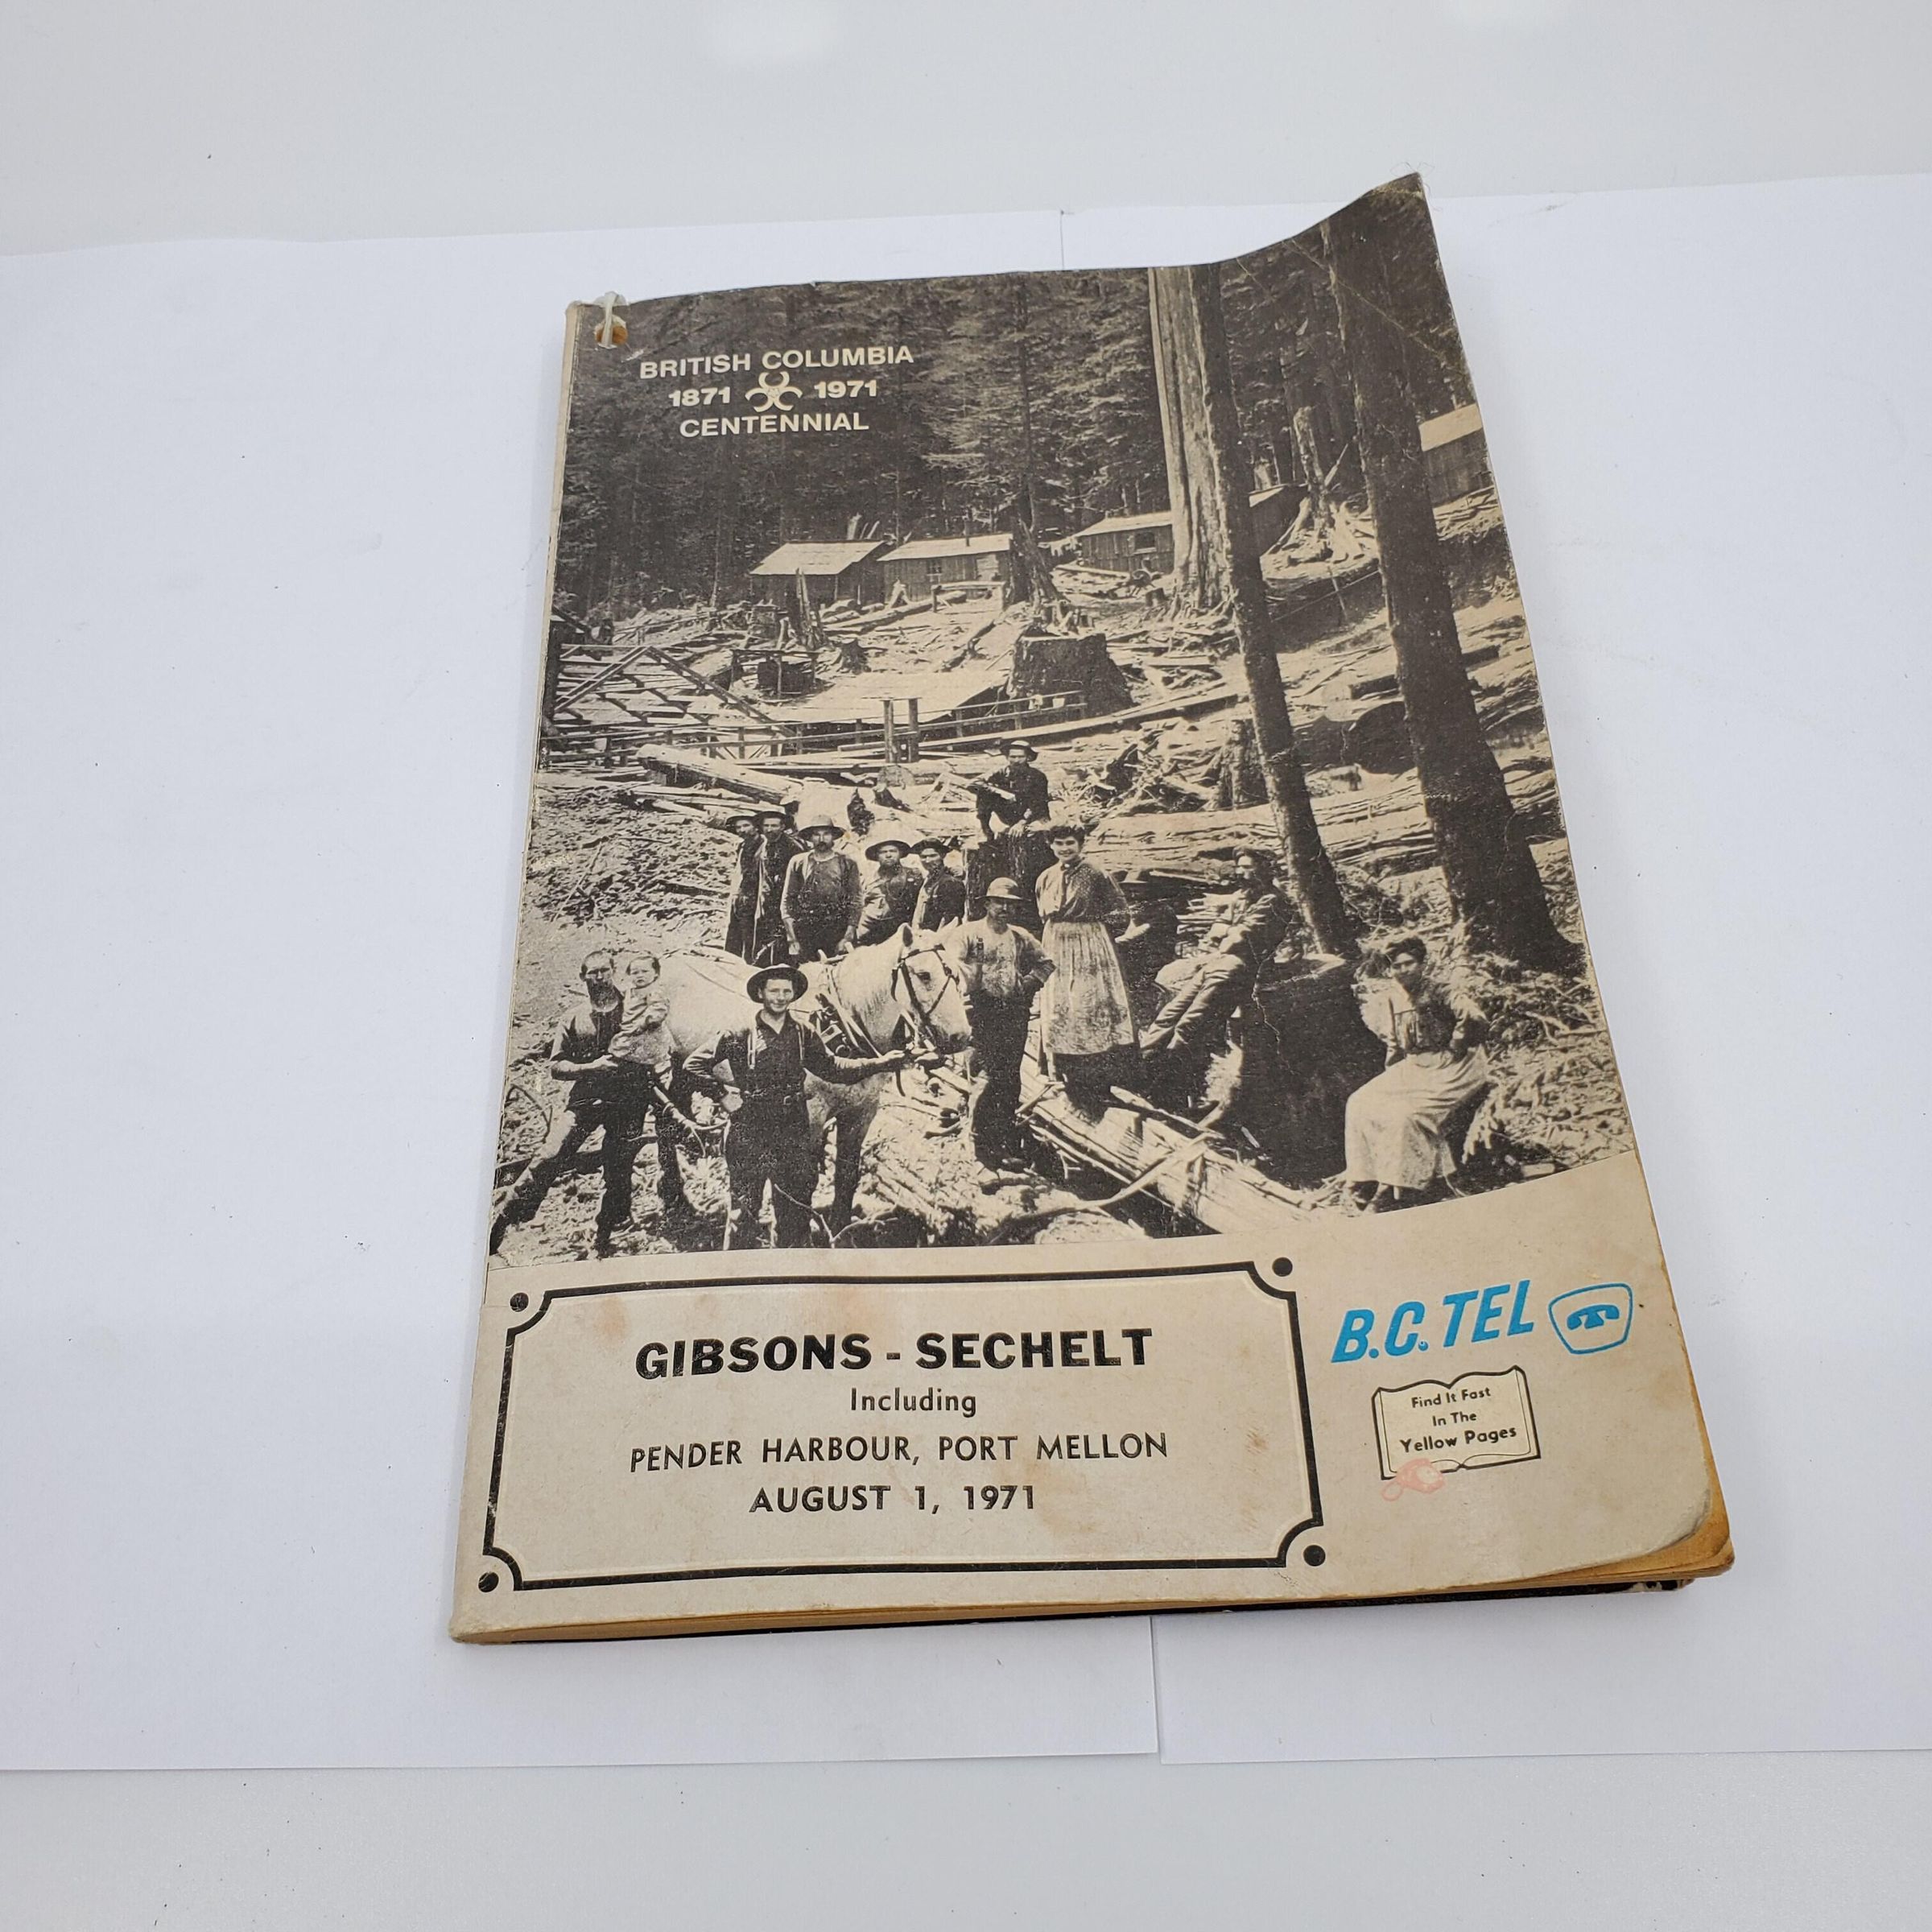 BRITISH COLUMBIA
1871 1971
CENTENNIAL
GIBSONS - SECHELT
Including
PENDER HARBOUR, PORT MELLON
AUGUST 1, 1971
B.C. TEL
Find It Fast
In The
Yellow Pages